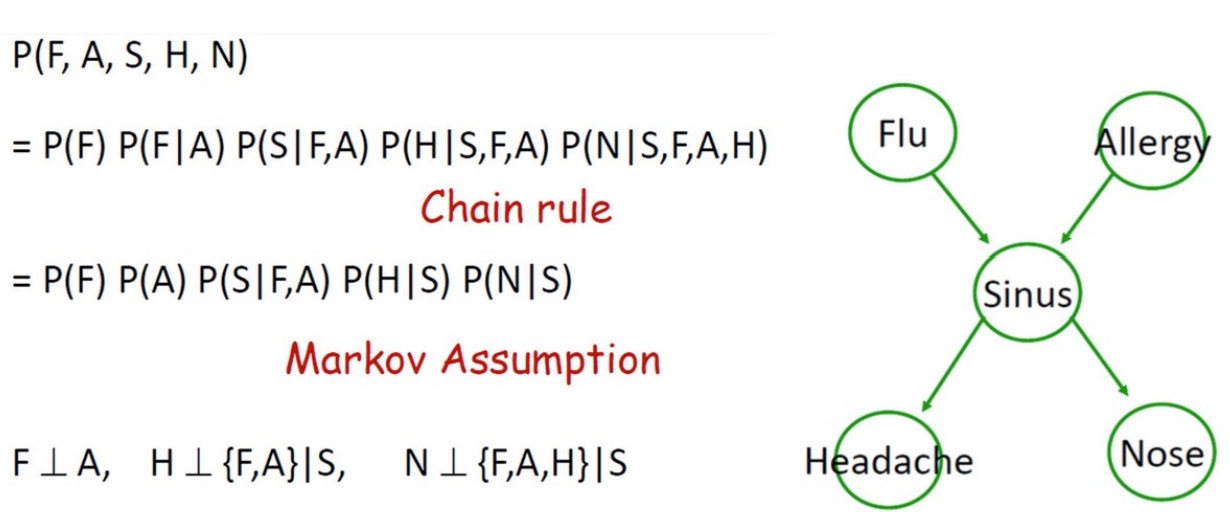 P(F, A, S, H, N)
= P(F) P(F|A) P(S|F,A) P(H|S,F,A) P(N|S,F,A,H)
Chain rule
= P(F) P(A) P(S|F,A) P(H|S) P(N|S)
Markov Assumption
F ⊥ A, H ⊥ {F,A}|S, N ⊥ {F,A,H}|S
Flu
Allergy
Sinus
Headache
Nose